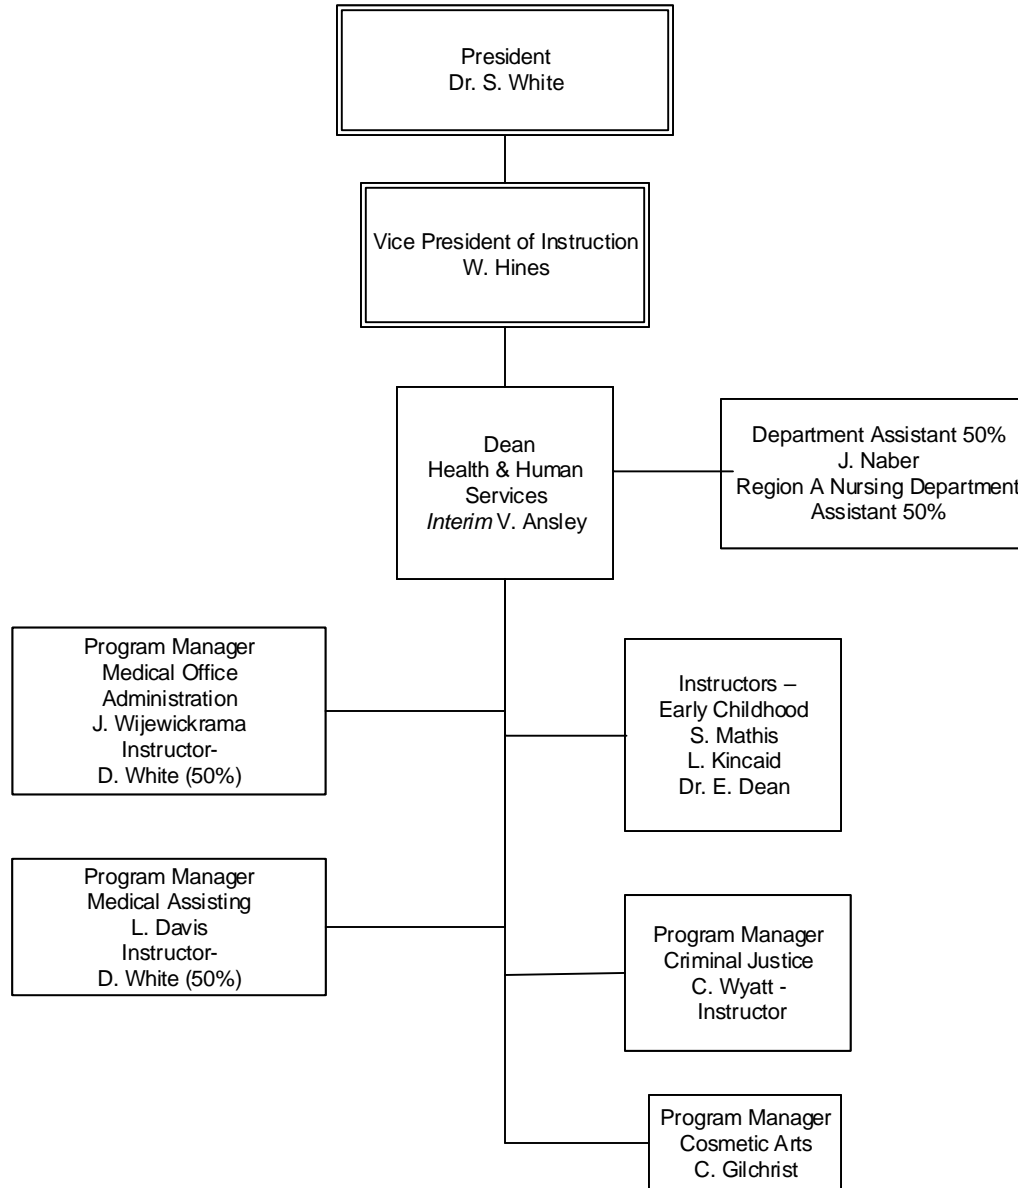 President
Dr. S. White
Vice President of Instruction
W. Hines
Dean
Health & Human
Services
Interim V. Ansley
Department Assistant 50%
J. Naber
Region A Nursing Department
Assistant 50%
Program Manager
Medical Office
Administration
J. Wijewickrama
Instructor-
D. White (50%)
Instructors –
Early Childhood
S. Mathis
L. Kincaid
Dr. E. Dean
Program Manager
Medical Assisting
L. Davis
Instructor-
D. White (50%)
Program Manager
Criminal Justice
C. Wyatt -
Instructor
Program Manager
Cosmetic Arts
C. Gilchrist